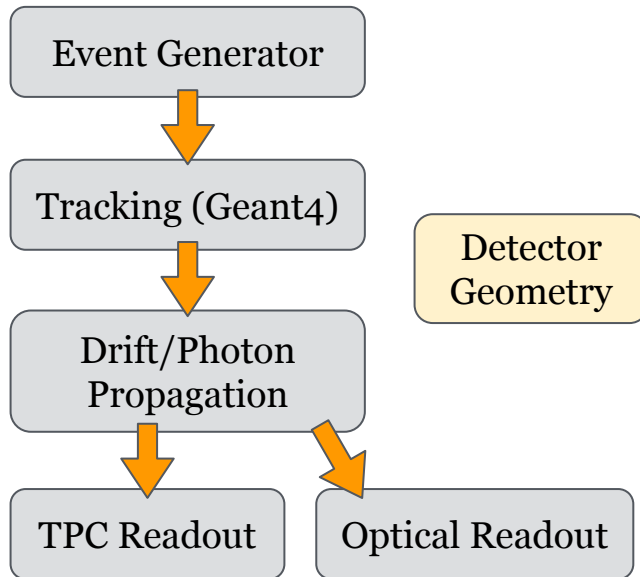 Event Generator
Tracking (Geant4)
Detector
Geometry
Drift/Photon
Propagation
TPC Readout
Optical Readout